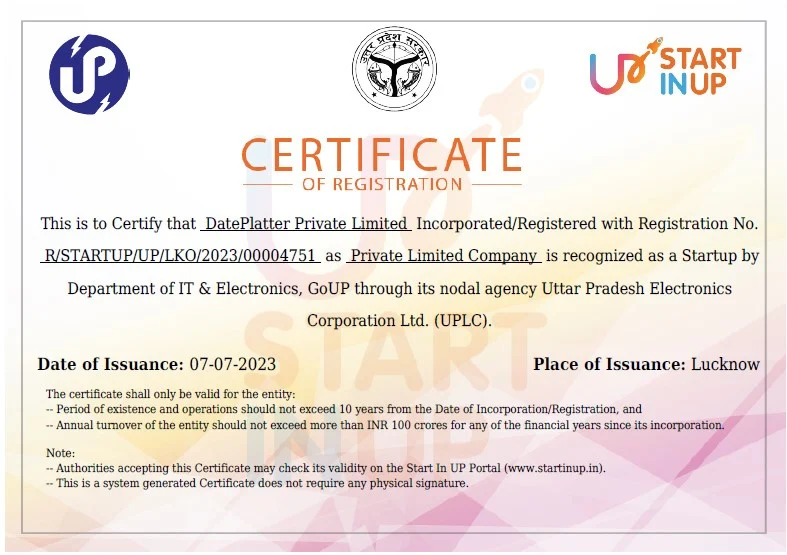 UP
उत्तर प्रदेश सरकार
UP START
IN UP
CERTIFICATE
OF REGISTRATION
This is to Certify that DatePlatter Private Limited Incorporated/Registered with Registration No.
R/STARTUP/UP/LKO/2023/00004751 as Private Limited Company is recognized as a Startup by
Department of IT & Electronics, GoUP through its nodal agency Uttar Pradesh Electronics
Corporation Ltd. (UPLC).
Date of Issuance: 07-07-2023 Place of Issuance: Lucknow
The certificate shall only be valid for the entity:
-- Period of existence and operations should not exceed 10 years from the Date of Incorporation/Registration, and
-- Annual turnover of the entity should not exceed more than INR 100 crores for any of the financial years since its incorporation.
Note:
-- Authorities accepting this Certificate may check its validity on the Start In UP Portal (www.startinup.in).
-- This is a system generated Certificate does not require any physical signature.
UP
START
IN UP